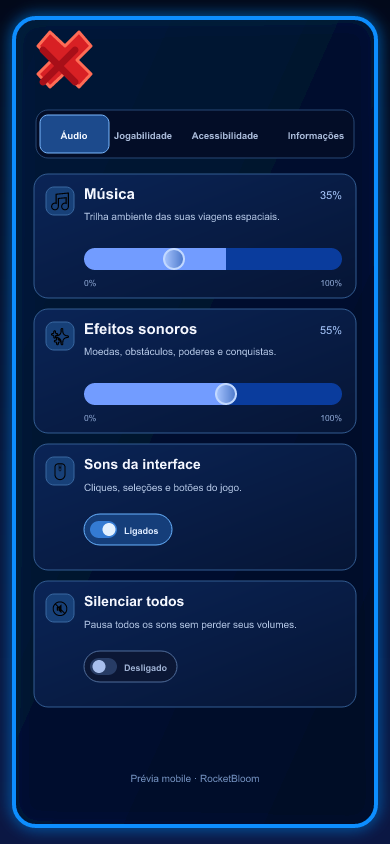 Áudio Jogabilidade Acessibilidade Informações
Música 35%
Trilha ambiente das suas viagens espaciais.
0% 100%
Efeitos sonoros 55%
Moedas, obstáculos, poderes e conquistas.
0% 100%
Sons da interface
Cliques, seleções e botões do jogo.
Ligados
Silenciar todos
Pausa todos os sons sem perder seus volumes.
Desligado
Prévia mobile · RocketBloom